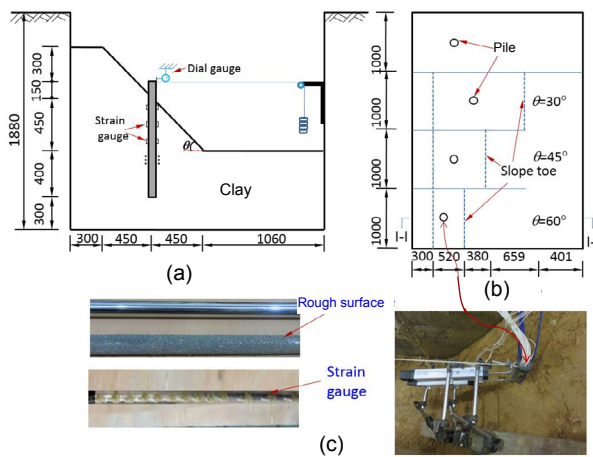 (a)
Dial gauge
Strain
gauge
θ
Clay
1880
300
150
450
400
300
300
450
450
1060
Pile
θ=30°
θ=45°
Slope toe
θ=60°
1000
1000
1000
1000
I-I
300
520
380
659
401
(a)
(b)
Rough surface
Strain
gauge
(c)